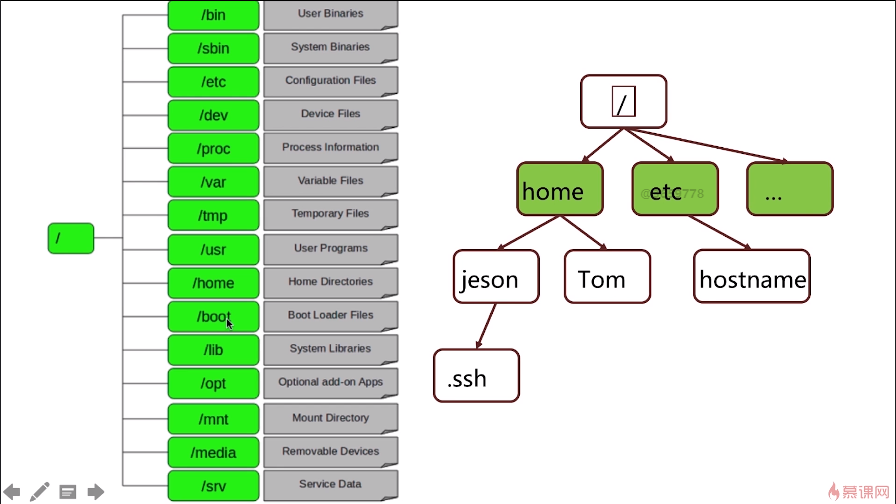 /
/bin
User Binaries
/sbin
System Binaries
/etc
Configuration Files
/dev
Device Files
/proc
Process Information
/var
Variable Files
/tmp
Temporary Files
/usr
User Programs
/home
Home Directories
/boot
Boot Loader Files
/lib
System Libraries
/opt
Optional add-on Apps
/mnt
Mount Directory
/media
Removable Devices
/srv
Service Data
/
home
etc
...
jeson
Tom
hostname
.ssh
慕课网